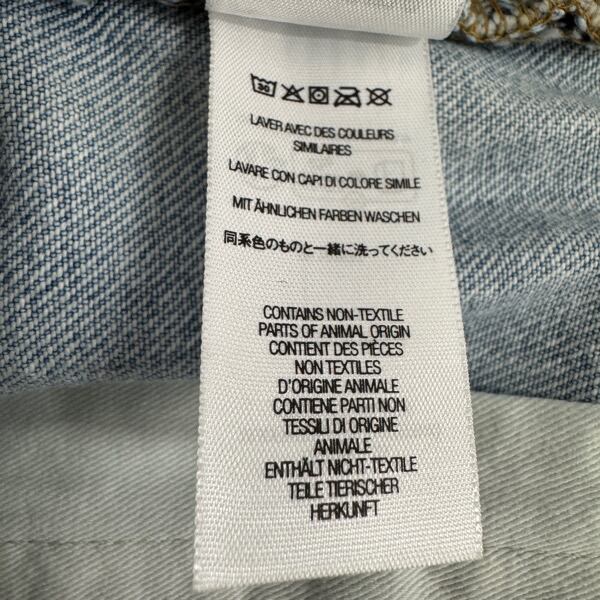 30
LAVER AVEC DES COULEURS
SIMILAIRES
LAVARE CON CAPI DI COLORE SIMILE
MIT ÄHNLICHEN FARBEN WASCHEN
同系色のものと一緒に洗ってください
CONTAINS NON-TEXTILE
PARTS OF ANIMAL ORIGIN
CONTIENT DES PIÈCES
NON TEXTILES
D'ORIGINE ANIMALE
CONTIENE PARTI NON
TESSILI DI ORIGINE
ANIMALE
ENTHÄLT NICHT-TEXTILE
TEILE TIERISCHER
HERKUNFT